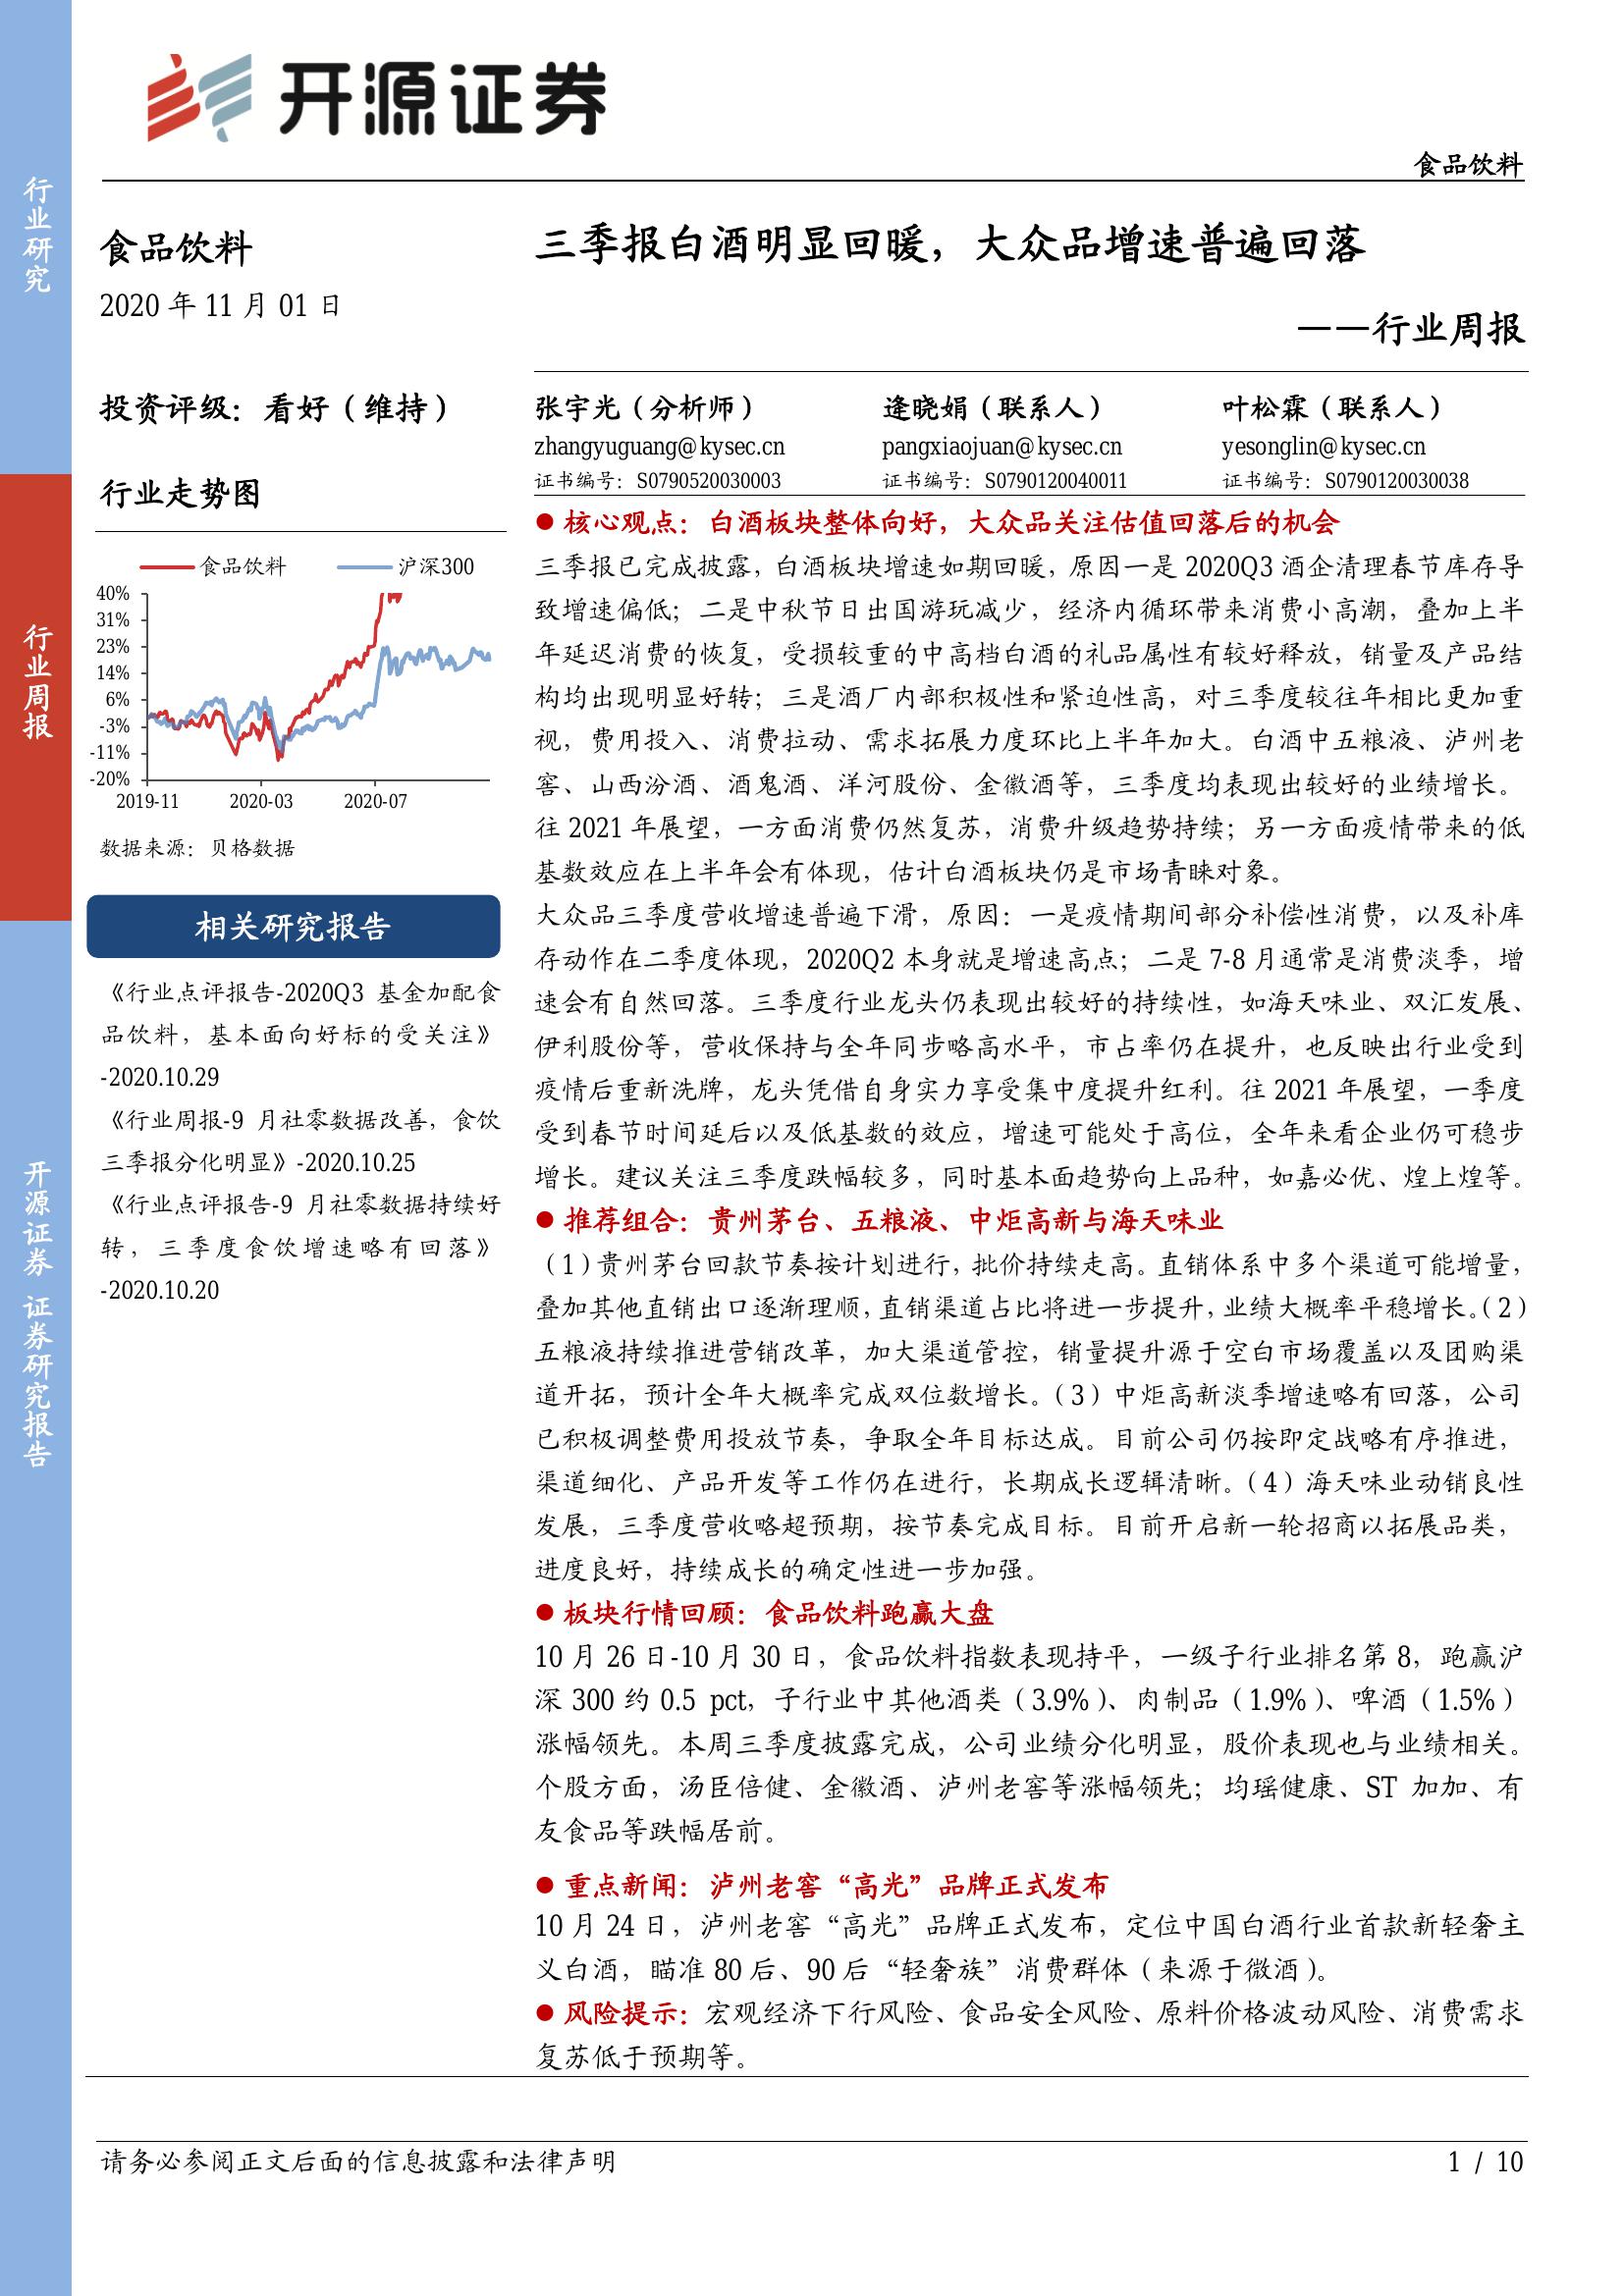 开源证券
食品饮料
行业研究
行业周报
开源证券 证券研究报告
食品饮料
2020 年 11 月 01 日
投资评级：看好（维持）
行业走势图
食品饮料 沪深300
40%
31%
23%
14%
6%
-3%
-11%
-20%
2019-11 2020-03 2020-07
数据来源：贝格数据
相关研究报告
《行业点评报告-2020Q3 基金加配食
品饮料，基本面向好标的受关注》
-2020.10.29
《行业周报-9 月社零数据改善，食饮
三季报分化明显》-2020.10.25
《行业点评报告-9 月社零数据持续好
转，三季度食饮增速略有回落》
-2020.10.20
三季报白酒明显回暖，大众品增速普遍回落
——行业周报
张宇光（分析师） 逄晓娟（联系人） 叶松霖（联系人）
zhangyuguang@kysec.cn pangxiaojuan@kysec.cn yesonglin@kysec.cn
证书编号：S0790520030003 证书编号：S0790120040011 证书编号：S0790120030038
● 核心观点：白酒板块整体向好，大众品关注估值回落后的机会
三季报已完成披露，白酒板块增速如期回暖，原因一是 2020Q3 酒企清理春节库存导
致增速偏低；二是中秋节日出国游玩减少，经济内循环带来消费小高潮，叠加上半
年延迟消费的恢复，受损较重的中高档白酒的礼品属性有较好释放，销量及产品结
构均出现明显好转；三是酒厂内部积极性和紧迫性高，对三季度较往年相比更加重
视，费用投入、消费拉动、需求拓展力度环比上半年加大。白酒中五粮液、泸州老
窖、山西汾酒、酒鬼酒、洋河股份、金徽酒等，三季度均表现出较好的业绩增长。
往 2021 年展望，一方面消费仍然复苏，消费升级趋势持续；另一方面疫情带来的低
基数效应在上半年会有体现，估计白酒板块仍是市场青睐对象。
大众品三季度营收增速普遍下滑，原因：一是疫情期间部分补偿性消费，以及补库
存动作在二季度体现，2020Q2 本身就是增速高点；二是 7-8 月通常是消费淡季，增
速会有自然回落。三季度行业龙头仍表现出较好的持续性，如海天味业、双汇发展、
伊利股份等，营收保持与全年同步略高水平，市占率仍在提升，也反映出行业受到
疫情后重新洗牌，龙头凭借自身实力享受集中度提升红利。往 2021 年展望，一季度
受到春节时间延后以及低基数的效应，增速可能处于高位，全年来看企业仍可稳步
增长。建议关注三季度跌幅较多，同时基本面趋势向上品种，如嘉必优、煌上煌等。
● 推荐组合：贵州茅台、五粮液、中炬高新与海天味业
（1）贵州茅台回款节奏按计划进行，批价持续走高。直销体系中多个渠道可能增量，
叠加其他直销出口逐渐理顺，直销渠道占比将进一步提升，业绩大概率平稳增长。（2）
五粮液持续推进营销改革，加大渠道管控，销量提升源于空白市场覆盖以及团购渠
道开拓，预计全年大概率完成双位数增长。（3）中炬高新淡季增速略有回落，公司
已积极调整费用投放节奏，争取全年目标达成。目前公司仍按即定战略有序推进，
渠道细化、产品开发等工作仍在进行，长期成长逻辑清晰。（4）海天味业动销良性
发展，三季度营收略超预期，按节奏完成目标。目前开启新一轮招商以拓展品类，
进度良好，持续成长的确定性进一步加强。
● 板块行情回顾：食品饮料跑赢大盘
10 月 26 日-10 月 30 日，食品饮料指数表现持平，一级子行业排名第 8，跑赢沪
深 300 约 0.5 pct，子行业中其他酒类（3.9%）、肉制品（1.9%）、啤酒（1.5%）
涨幅领先。本周三季度披露完成，公司业绩分化明显，股价表现也与业绩相关。
个股方面，汤臣倍健、金徽酒、泸州老窖等涨幅领先；均瑶健康、ST 加加、有
友食品等跌幅居前。
● 重点新闻：泸州老窖“高光”品牌正式发布
10 月 24 日，泸州老窖“高光”品牌正式发布，定位中国白酒行业首款新轻奢主
义白酒，瞄准 80 后、90 后“轻奢族”消费群体（来源于微酒）。
● 风险提示：宏观经济下行风险、食品安全风险、原料价格波动风险、消费需求
复苏低于预期等。
请务必参阅正文后面的信息披露和法律声明 1 / 10